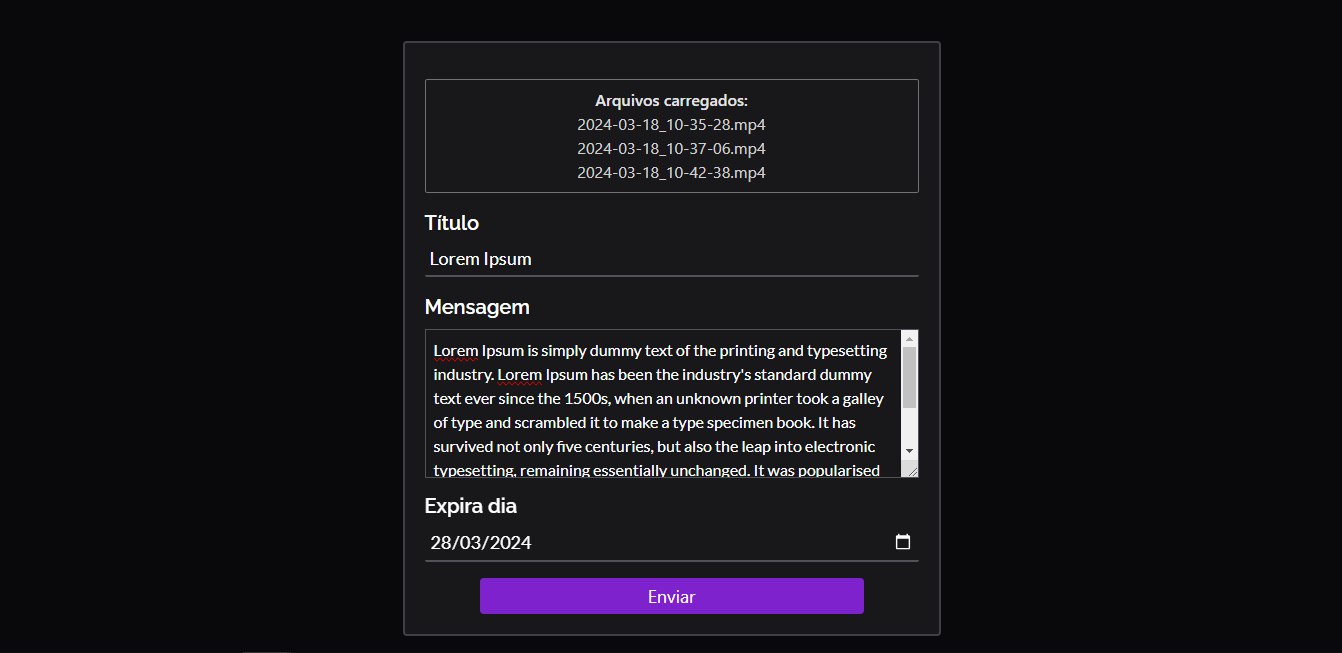 Arquivos carregados:
2024-03-18_10-35-28.mp4
2024-03-18_10-37-06.mp4
2024-03-18_10-42-38.mp4
Título
Lorem Ipsum
Mensagem
Lorem Ipsum is simply dummy text of the printing and typesetting
industry. Lorem Ipsum has been the industry's standard dummy
text ever since the 1500s, when an unknown printer took a galley
of type and scrambled it to make a type specimen book. It has
survived not only five centuries, but also the leap into electronic
typesetting, remaining essentially unchanged. It was popularised
Expira dia
28/03/2024
Enviar